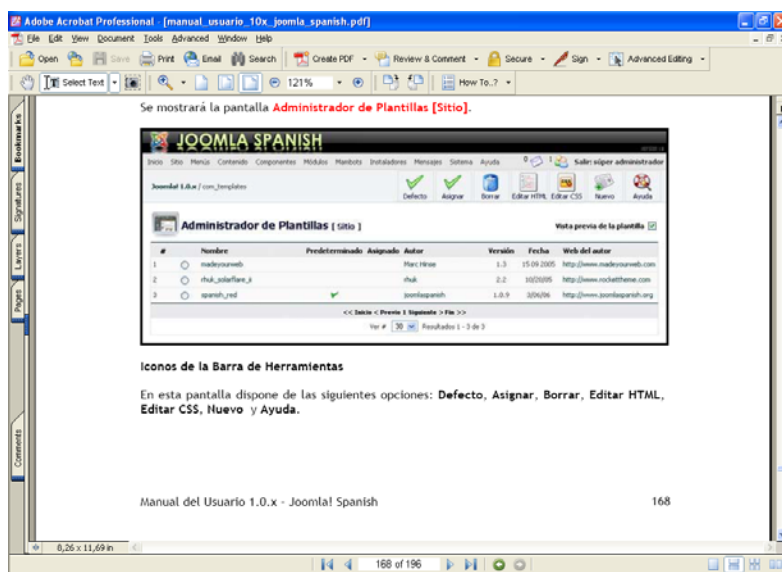 Adobe Acrobat Professional - [manual_usuario_10x_joomla_spanish.pdf]
File Edit View Document Tools Advanced Window Help
Open Save Print Email Search Create PDF Review & Comment Secure Sign Advanced Editing
Select Text 121% How To..?
Bookmarks
Signatures
Layers
Pages
Comments
Se mostrará la pantalla Administrador de Plantillas [Sitio].
JOOMLA SPANISH
Inicio Sitio Menús Contenido Componentes Módulos Mambots Instaladores Mensajes Sistema Ayuda 0 1 Salir: súper administrador
Joomla! 1.0.x / com_templates
Defecto Asignar Borrar Editar HTML Editar CSS Nuevo Ayuda
Administrador de Plantillas [ Sitio ] Vista previa de la plantilla
# Nombre Predeterminado Asignado Autor Versión Fecha Web del autor
1 madeyourweb Marc Hinse 1.3 15.09.2005 http://www.madeyourweb.com
2 rhuk_solarflare_ii rhuk 2.2 10/20/05 http://www.rockettheme.com
3 spanish_red joomlaspanish 1.0.9 3/06/06 http://www.joomlaspanish.org
<< Inicio < Previo 1 Siguiente > Fin >>
Ver # 30 Resultados 1 - 3 de 3
Iconos de la Barra de Herramientas
En esta pantalla dispone de las siguientes opciones: Defecto, Asignar, Borrar, Editar HTML,
Editar CSS, Nuevo y Ayuda.
Manual del Usuario 1.0.x - Joomla! Spanish 168
8,26 x 11,69 in
168 of 196